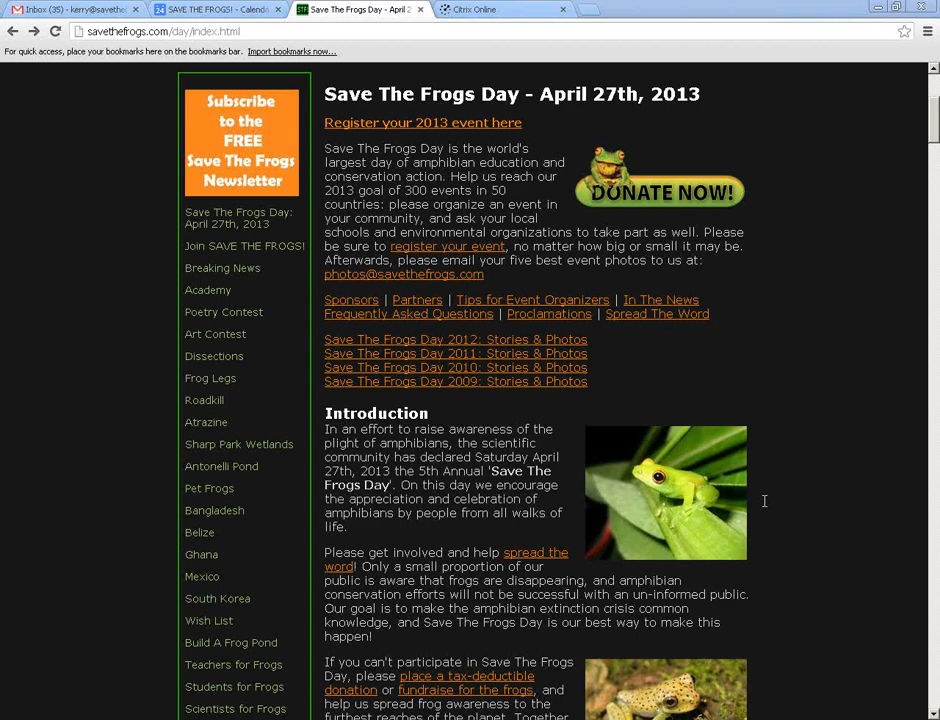 Inbox (35) - kerry@savethef
SAVE THE FROGS! - Calenda
Save The Frogs Day - April 2
Citrix Online
savethefrogs.com/day/index.html
For quick access, place your bookmarks here on the bookmarks bar. Import bookmarks now...
Subscribe
to the
FREE
Save The Frogs
Newsletter
Save The Frogs Day:
April 27th, 2013
Join SAVE THE FROGS!
Breaking News
Academy
Poetry Contest
Art Contest
Dissections
Frog Legs
Roadkill
Atrazine
Sharp Park Wetlands
Antonelli Pond
Pet Frogs
Bangladesh
Belize
Ghana
Mexico
South Korea
Wish List
Build A Frog Pond
Teachers for Frogs
Students for Frogs
Scientists for Frogs
Save The Frogs Day - April 27th, 2013
Register your 2013 event here
Save The Frogs Day is the world's
largest day of amphibian education and
conservation action. Help us reach our
2013 goal of 300 events in 50
countries: please organize an event in
your community, and ask your local
schools and environmental organizations to take part as well. Please
be sure to register your event, no matter how big or small it may be.
Afterwards, please email your five best event photos to us at:
photos@savethefrogs.com
DONATE NOW!
Sponsors | Partners | Tips for Event Organizers | In The News
Frequently Asked Questions | Proclamations | Spread The Word
Save The Frogs Day 2012: Stories & Photos
Save The Frogs Day 2011: Stories & Photos
Save The Frogs Day 2010: Stories & Photos
Save The Frogs Day 2009: Stories & Photos
Introduction
In an effort to raise awareness of the
plight of amphibians, the scientific
community has declared Saturday April
27th, 2013 the 5th Annual 'Save The
Frogs Day'. On this day we encourage
the appreciation and celebration of
amphibians by people from all walks of
life.
Please get involved and help spread the
word! Only a small proportion of our
public is aware that frogs are disappearing, and amphibian
conservation efforts will not be successful with an un-informed public.
Our goal is to make the amphibian extinction crisis common
knowledge, and Save The Frogs Day is our best way to make this
happen!
If you can't participate in Save The Frogs
Day, please place a tax-deductible
donation or fundraise for the frogs, and
help us spread frog awareness to the
furthest reaches of the planet. Together